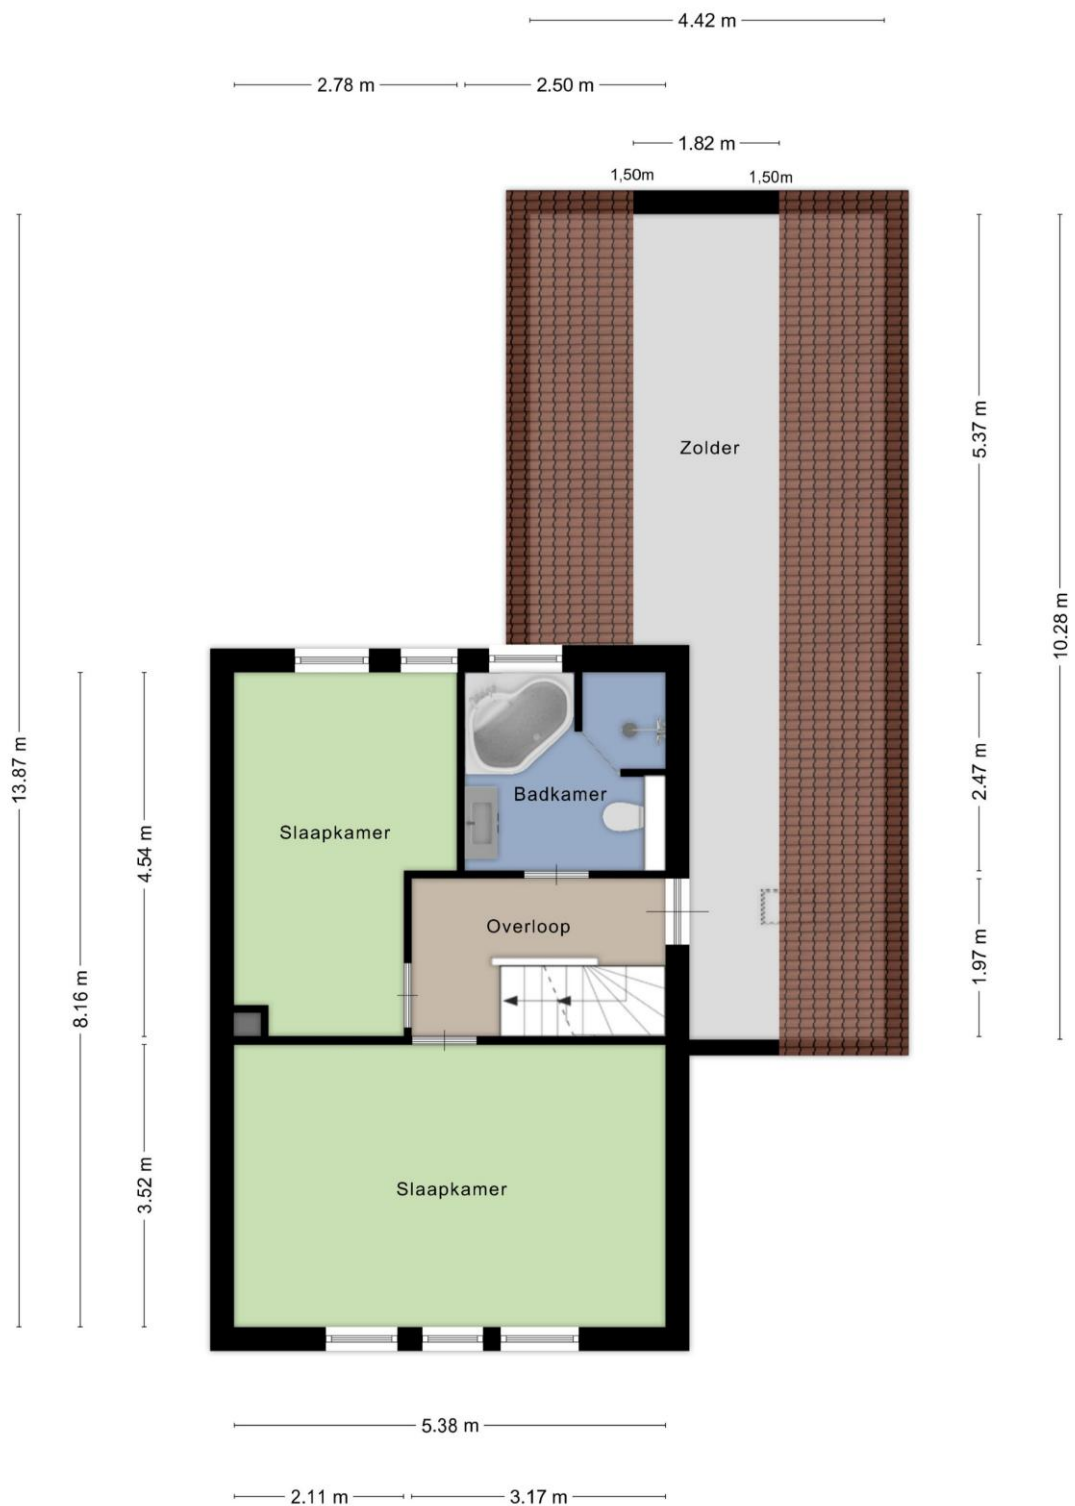 4.42 m
2.78 m
2.50 m
1.82 m
1,50m
1,50m
Zolder
5.37 m
10.28 m
13.87 m
2.47 m
Badkamer
Slaapkamer
4.54 m
Overloop
1.97 m
8.16 m
3.52 m
Slaapkamer
5.38 m
2.11 m
3.17 m